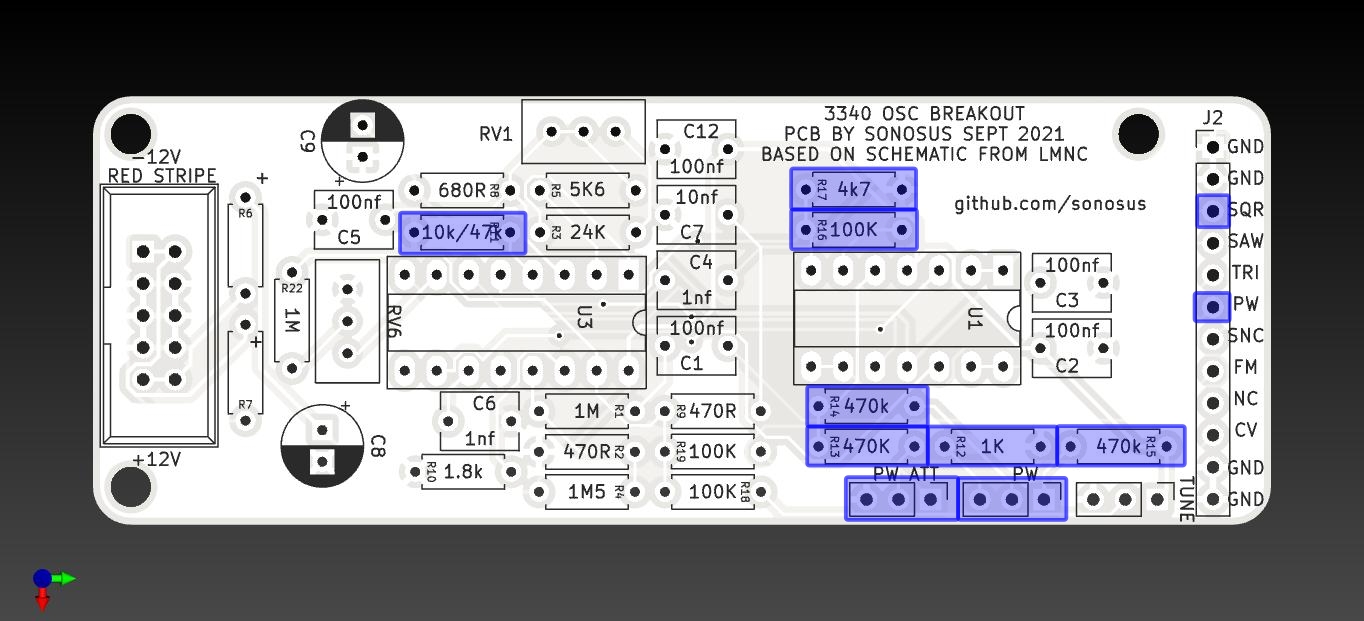 3340 OSC BREAKOUT
PCB BY SONOSUS SEPT 2021
BASED ON SCHEMATIC FROM LMNC
github.com/sonosus
J2
GND
GND
SQR
SAW
TRI
PW
SNC
FM
NC
CV
GND
GND
-12V
RED STRIPE
+12V
+
R6
+
R7
R22
1M
C9
+
100nf
C5
RV6
+
C8
RV1
680R R8
R5 5K6
10k/47k
R3 24K
U3
C12
100nf
10nf
C7
C4
1nf
100nf
C1
R17 4k7
R16 100K
U1
100nf
C3
100nf
C2
C6
1nf
R10 1.8k
1M R1
470R R2
1M5 R4
R9 470R
R19 100K
100K R18
R14 470k
R13 470K
R12 1K
470k R15
PW ATT
PW
TUNE